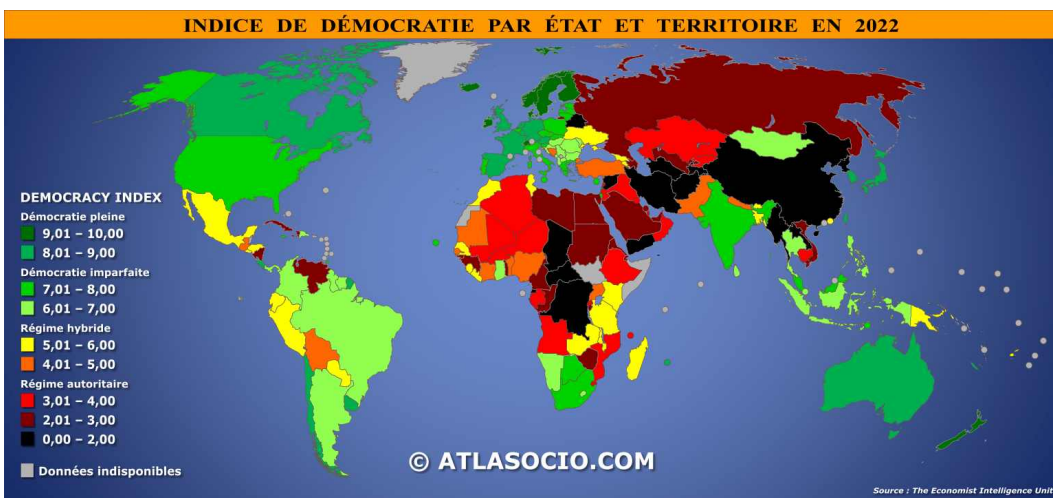 INDICE DE DÉMOCRATIE PAR ÉTAT ET TERRITOIRE EN 2022
DEMOCRACY INDEX
Démocratie pleine
9,01 – 10,00
8,01 – 9,00
Démocratie imparfaite
7,01 – 8,00
6,01 – 7,00
Régime hybride
5,01 – 6,00
4,01 – 5,00
Régime autoritaire
3,01 – 4,00
2,01 – 3,00
0,00 – 2,00
Données indisponibles
© ATLASOCIO.COM
Source : The Economist Intelligence Unit